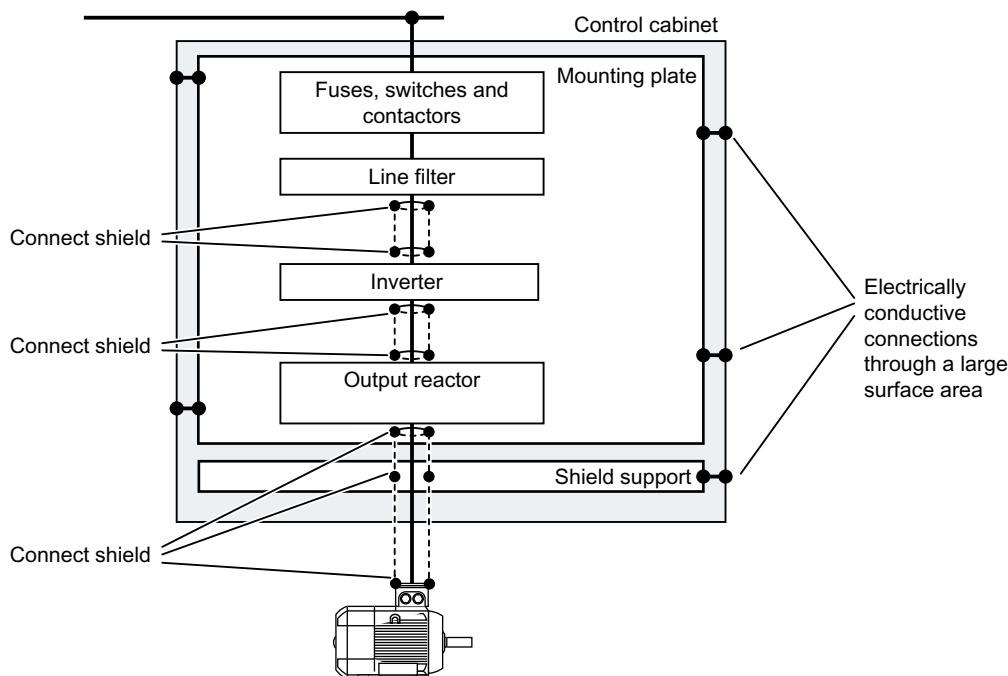 Control cabinet
Mounting plate
Fuses, switches and
contactors
Line filter
Connect shield
Inverter
Electrically
conductive
connections
through a large
surface area
Connect shield
Output reactor
Shield support
Connect shield